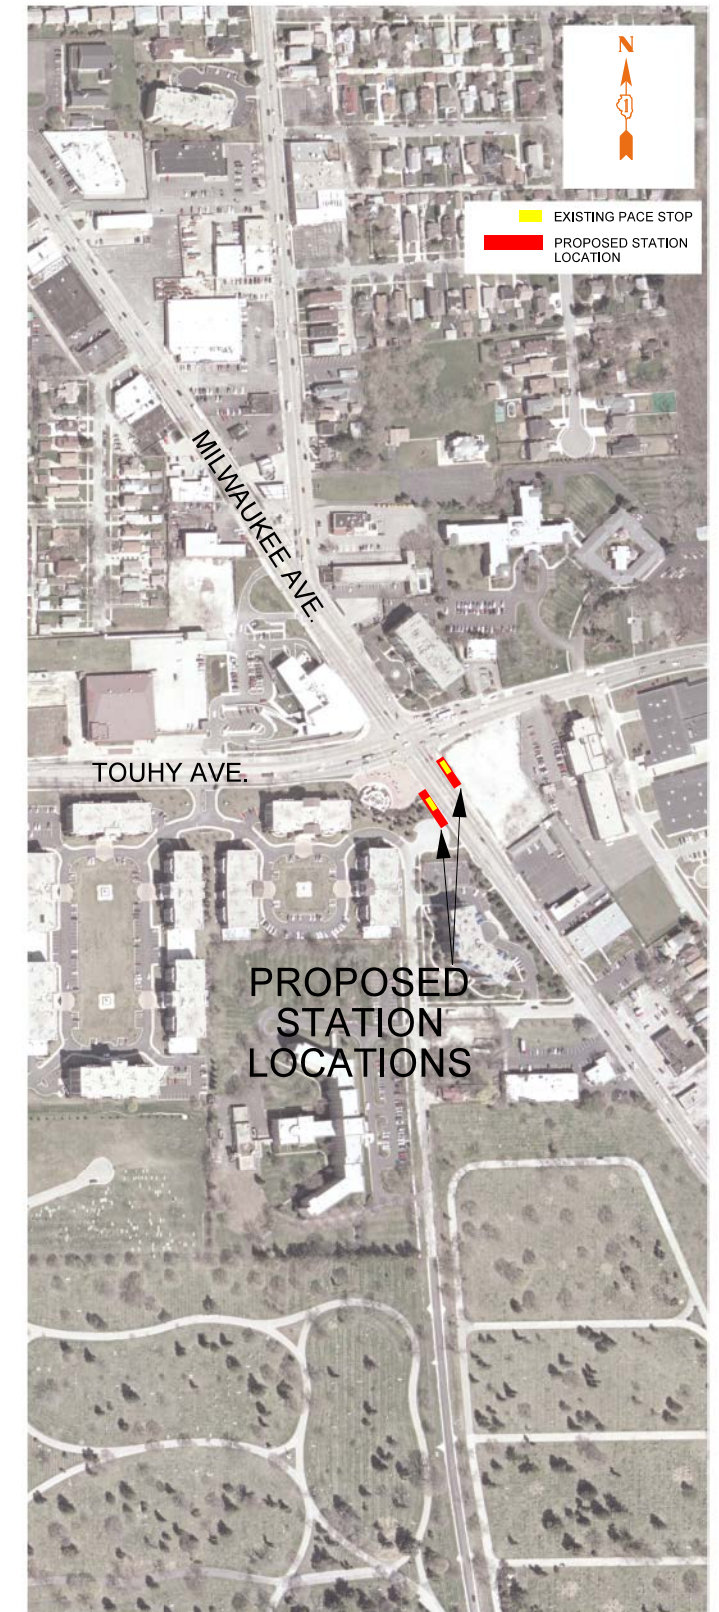 N
EXISTING PACE STOP
PROPOSED STATION
LOCATION
MILWAUKEE AVE.
TOUHY AVE.
PROPOSED
STATION
LOCATIONS